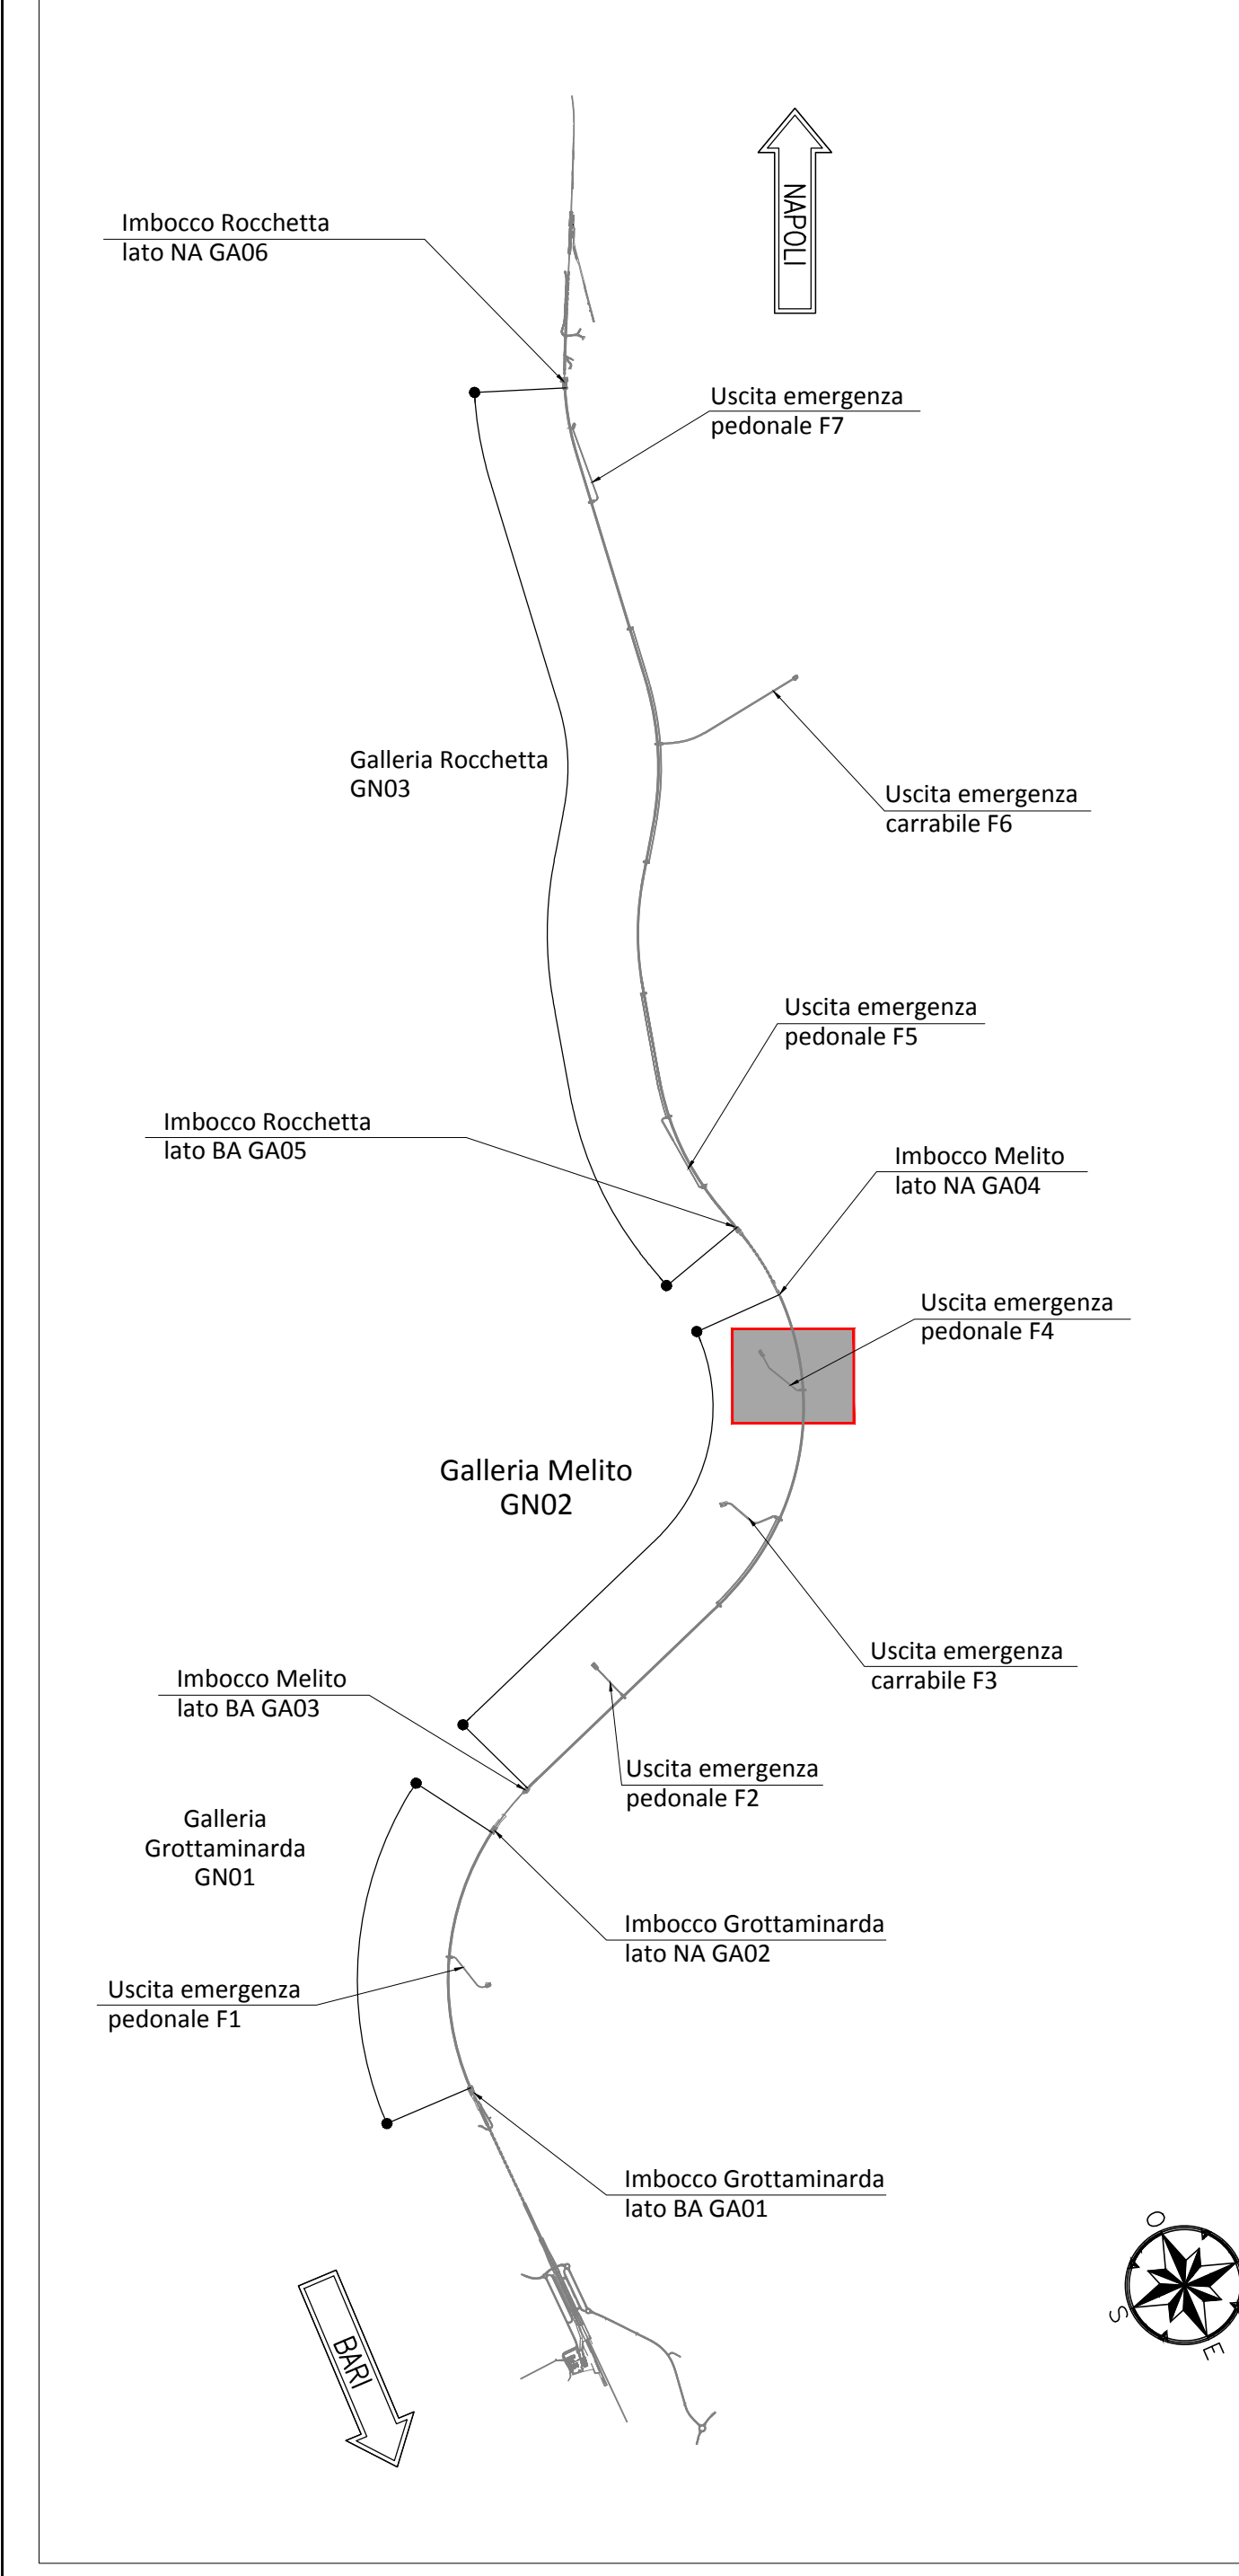 NAPOLI
Imbocco Rocchetta
lato NA GA06
Uscita emergenza
pedonale F7
Galleria Rocchetta
GN03
Uscita emergenza
carrabile F6
Uscita emergenza
pedonale F5
Imbocco Rocchetta
lato BA GA05
Imbocco Melito
lato NA GA04
Uscita emergenza
pedonale F4
Galleria Melito
GN02
Uscita emergenza
carrabile F3
Imbocco Melito
lato BA GA03
Uscita emergenza
pedonale F2
Galleria
Grottaminarda
GN01
Imbocco Grottaminarda
lato NA GA02
Uscita emergenza
pedonale F1
Imbocco Grottaminarda
lato BA GA01
O
S
E
BARI